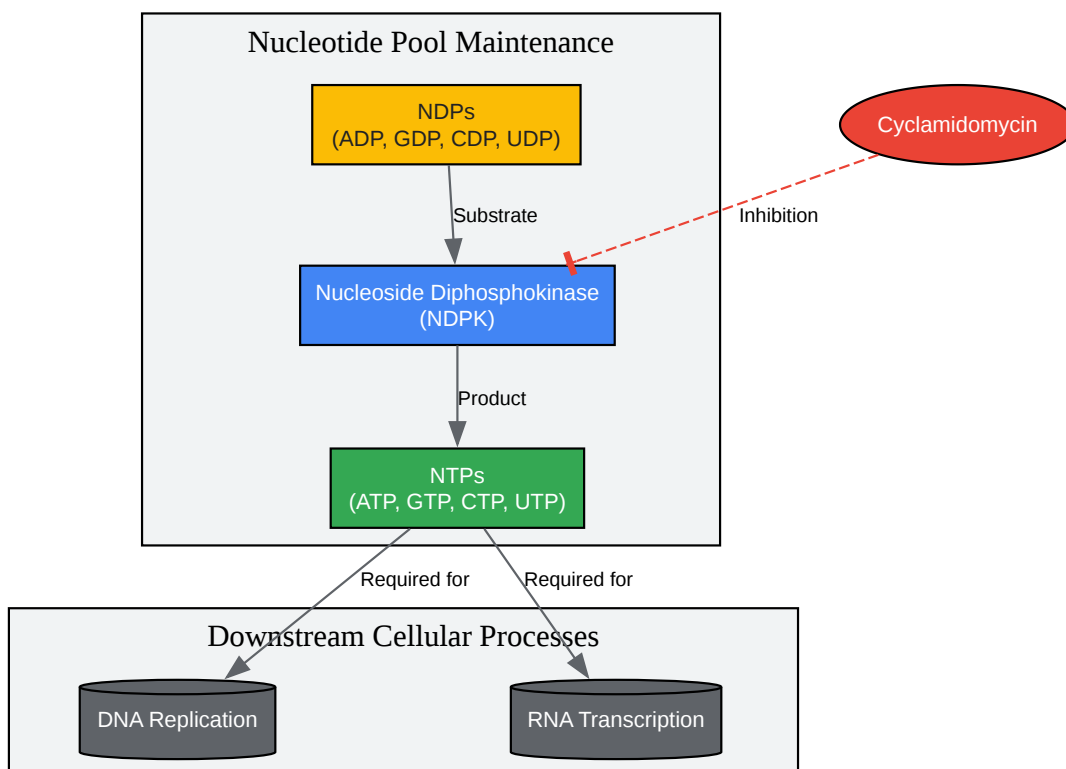 Nucleotide Pool Maintenance
NDPs
(ADP, GDP, CDP, UDP)
Cyclamidomycin
Substrate
Inhibition
Nucleoside Diphosphokinase
(NDPK)
Product
NTPs
(ATP, GTP, CTP, UTP)
Required for
Required for
Downstream Cellular Processes
DNA Replication
RNA Transcription